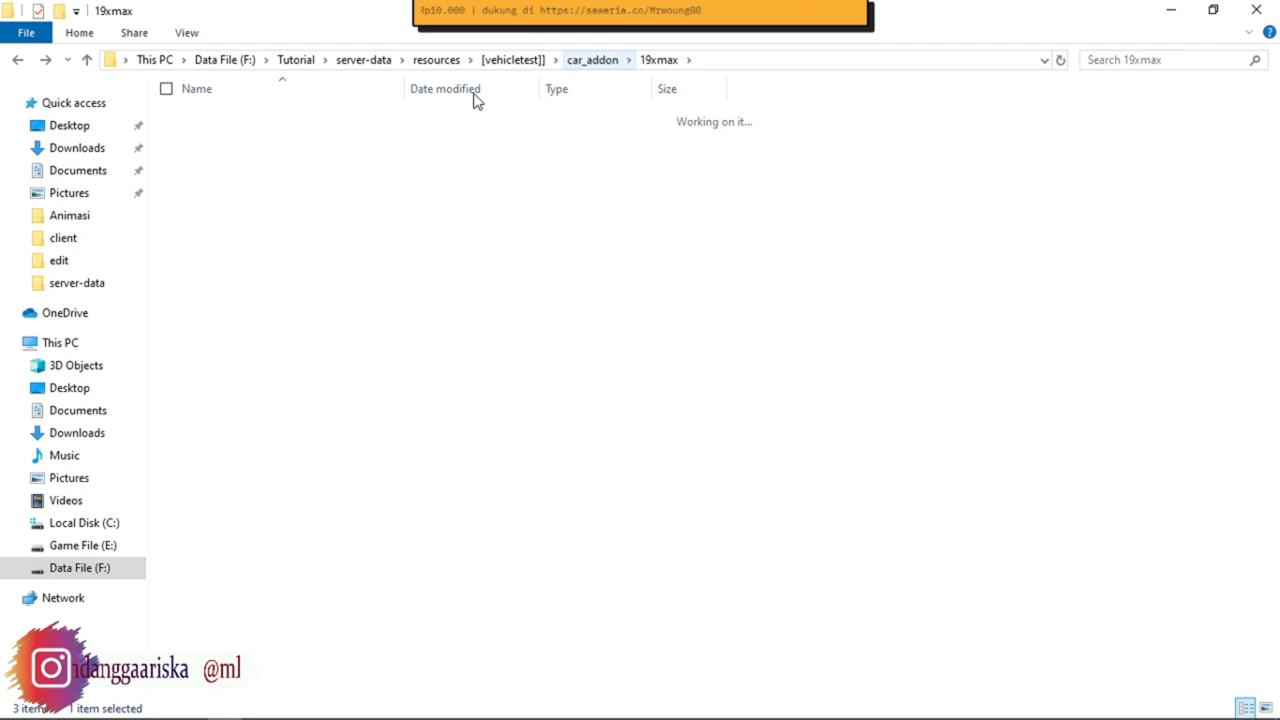 19xmax
Rp10.000 | dukung di https://saweria.co/Mrwoung88
File
Home
Share
View
This PC
Data File (F:)
Tutorial
server-data
resources
[vehicletest]]
car_addon
19xmax
Search 19xmax
Name
Date modified
Type
Size
Working on it...
Quick access
Desktop
Downloads
Documents
Pictures
Animasi
client
edit
server-data
OneDrive
This PC
3D Objects
Desktop
Documents
Downloads
Music
Pictures
Videos
Local Disk (C:)
Game File (E:)
Data File (F:)
Network
ndanggaariska @ml
3 items
1 item selected